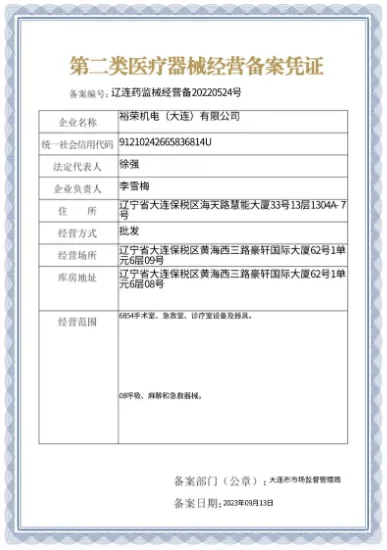 第二类医疗器械经营备案凭证
备案编号: 辽连药监械经营备20220524号
企业名称 裕荣机电（大连）有限公司
统一社会信用代码 91210242665836814U
法定代表人 徐强
企业负责人 李雪梅
住 所 辽宁省大连保税区海天路慧能大厦33号13层1304A-7
号
经营方式 批发
经营场所 辽宁省大连保税区黄海西三路豪轩国际大厦62号1单
元6层09号
库房地址 辽宁省大连保税区黄海西三路豪轩国际大厦62号1单
元6层08号
经营范围 6854手术室、急救室、诊疗室设备及器具。
08呼吸、麻醉和急救器械。
备案部门（公章）: 大连市市场监督管理局
备案日期: 2023年09月13日